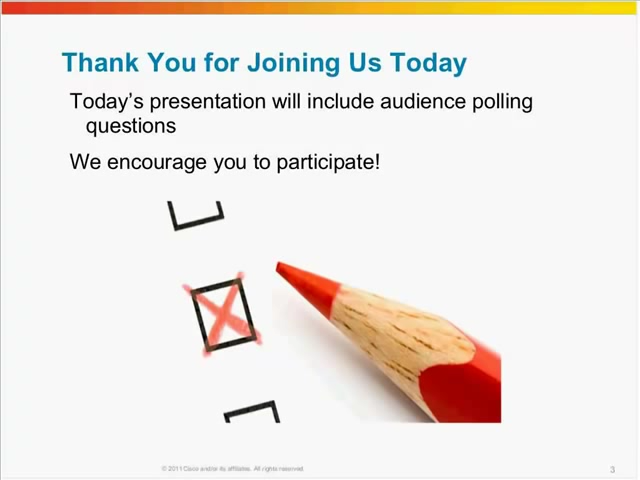 Thank You for Joining Us Today
Today's presentation will include audience polling
questions
We encourage you to participate!
© 2011 Cisco and/or its affiliates. All rights reserved.
3